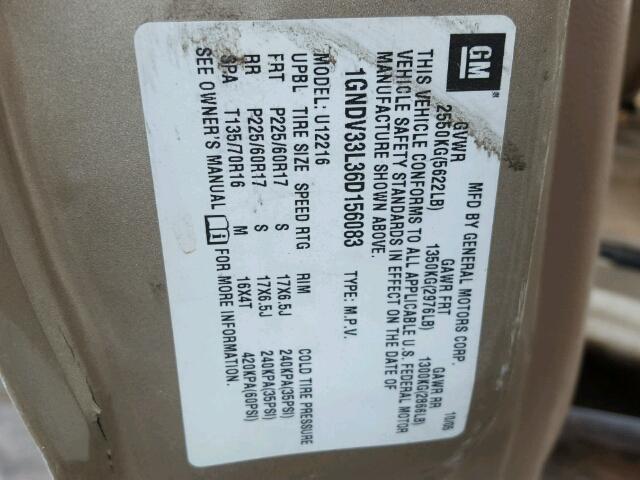 GM
MFD BY GENERAL MOTORS CORP. 10/05
GVWR GAWR FRT GAWR RR
2550KG(5622LB) 1350KG(2976LB) 1300KG(2866LB)
THIS VEHICLE CONFORMS TO ALL APPLICABLE U.S. FEDERAL MOTOR
VEHICLE SAFETY STANDARDS IN EFFECT ON THE DATE OF
MANUFACTURE SHOWN ABOVE.
1GNDV33L36D156083 TYPE: M.P.V.
MODEL: U12216
UPBL TIRE SIZE SPEED RTG RIM COLD TIRE PRESSURE
FRT P225/60R17 S 17X6.5J 240KPA(35PSI)
RR P225/60R17 S 17X6.5J 240KPA(35PSI)
SPA T135/70R16 M 16X4T 420KPA(60PSI)
SEE OWNER'S MANUAL i FOR MORE INFORMATION.